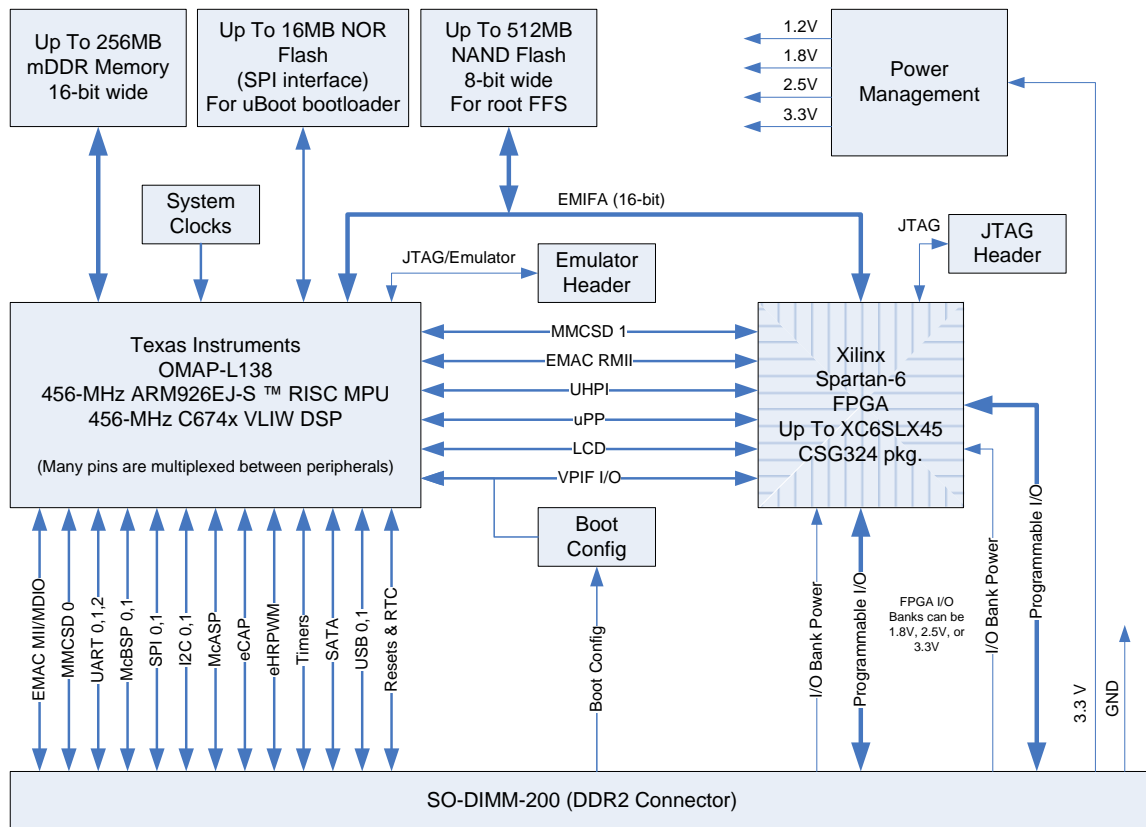 Up To 256MB
mDDR Memory
16-bit wide
Up To 16MB NOR
Flash
(SPI interface)
For uBoot bootloader
Up To 512MB
NAND Flash
8-bit wide
For root FFS
1.2V
1.8V
2.5V
3.3V
Power
Management
System
Clocks
EMIFA (16-bit)
JTAG/Emulator
Emulator
Header
JTAG
JTAG
Header
Texas Instruments
OMAP-L138
456-MHz ARM926EJ-S ™ RISC MPU
456-MHz C674x VLIW DSP
(Many pins are multiplexed between peripherals)
MMCSD 1
EMAC RMII
UHPI
uPP
LCD
VPIF I/O
Xilinx
Spartan-6
FPGA
Up To XC6SLX45
CSG324 pkg.
Boot
Config
EMAC MII/MDIO
MMCSD 0
UART 0,1,2
McBSP 0,1
SPI 0,1
I2C 0,1
McASP
eCAP
eHRPWM
Timers
SATA
USB 0,1
Resets & RTC
Boot Config
I/O Bank Power
Programmable I/O
FPGA I/O
Banks can be
1.8V, 2.5V, or
3.3V
I/O Bank Power
Programmable I/O
3.3 V
GND
SO-DIMM-200 (DDR2 Connector)